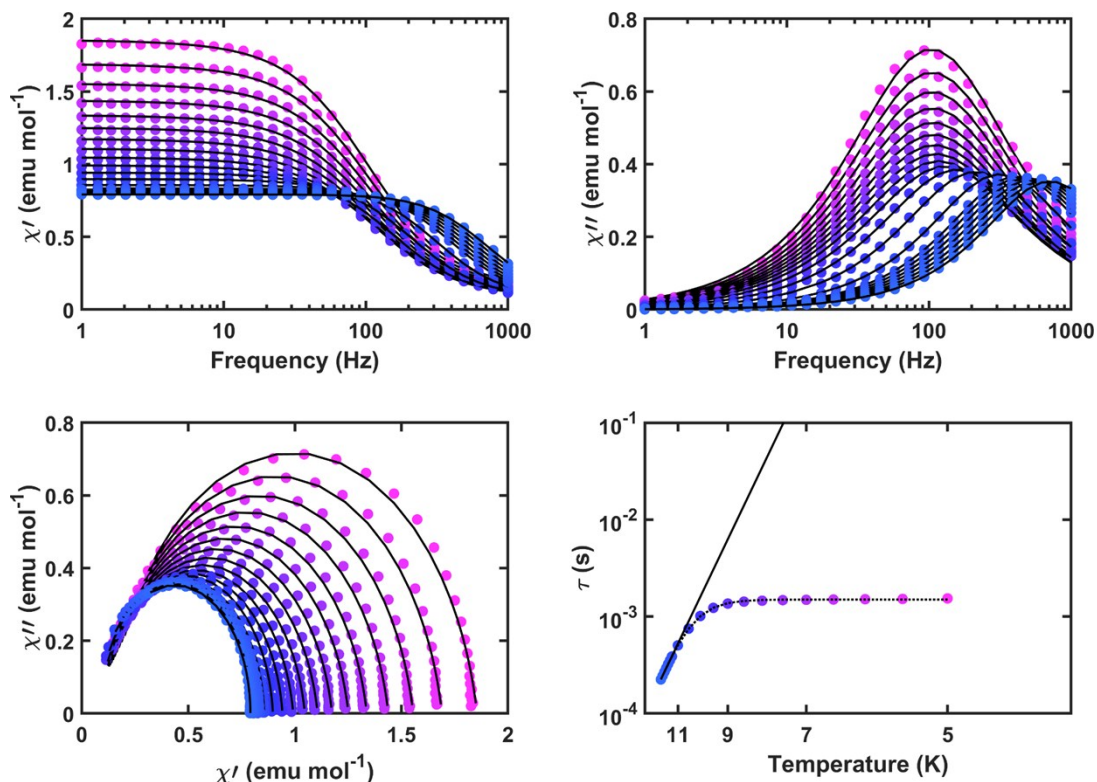 2
1.5
1
0.5
0
χ′ (emu mol⁻¹)
1 10 100 1000
Frequency (Hz)
0.8
0.6
0.4
0.2
0
χ′′ (emu mol⁻¹)
1 10 100 1000
Frequency (Hz)
0.8
0.6
0.4
0.2
0
χ′′ (emu mol⁻¹)
0 0.5 1 1.5 2
χ′ (emu mol⁻¹)
10⁻¹
10⁻²
10⁻³
10⁻⁴
τ (s)
11 9 7 5
Temperature (K)